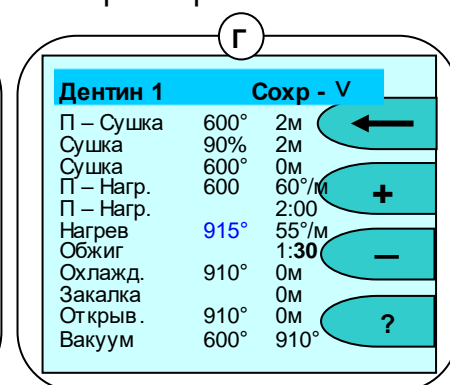 Г
Дентин 1 Сохр - V
П – Сушка 600° 2м
Сушка 90% 2м
Сушка 600° 0м
П – Нагр. 600 60°/м
П – Нагр. 2:00
Нагрев 915° 55°/м
Обжиг 1:30
Охлажд. 910° 0м
Закалка 0м
Открыв. 910° 0м
Вакуум 600° 910°
+
–
?